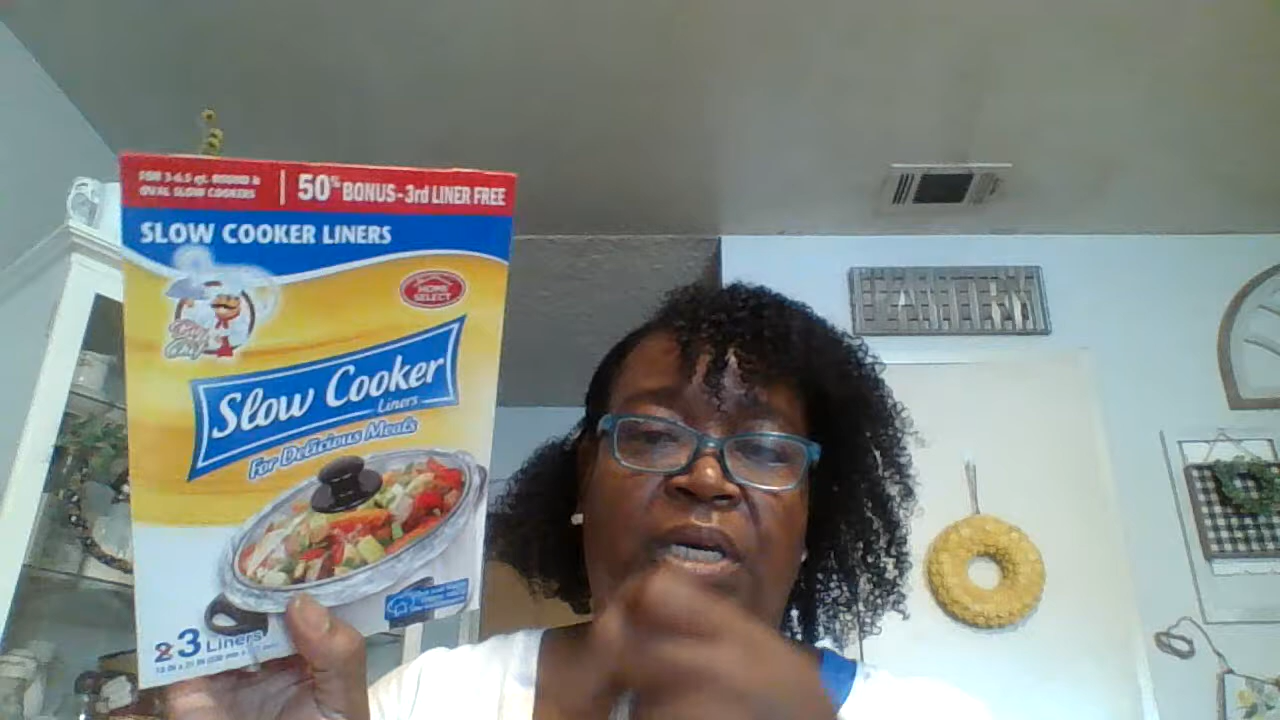 FOR 3-6.5 qt. ROUND &
OVAL SLOW COOKERS
50% BONUS - 3rd LINER FREE
SLOW COOKER LINERS
HOME
SELECT
Slow Cooker
Liners
For Delicious Meals
2 3 Liners
PANTRY